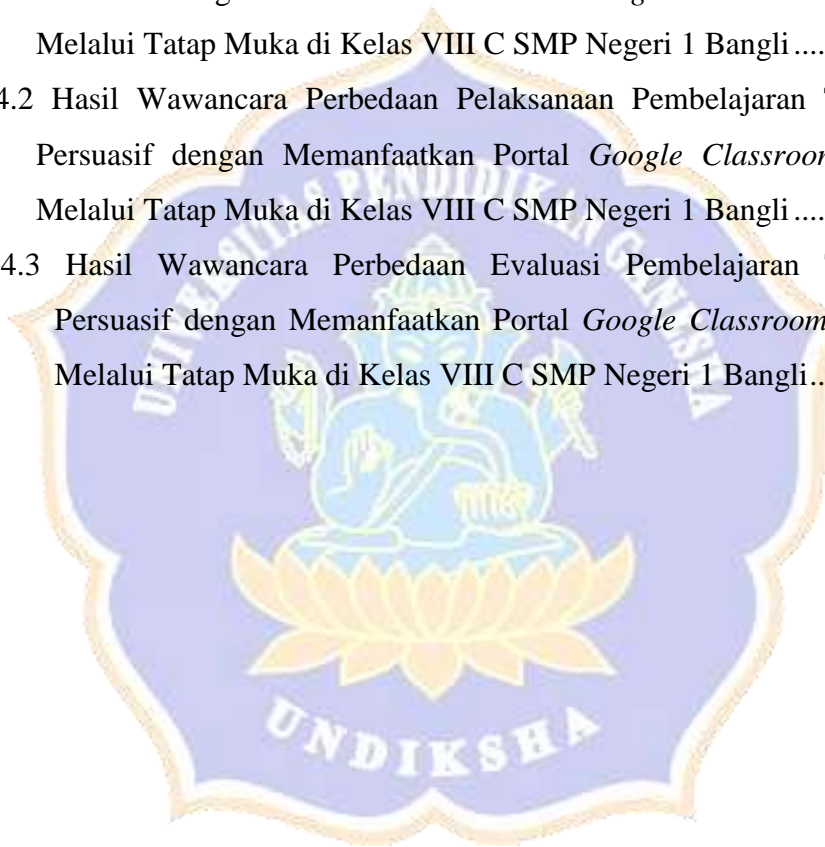 Melalui Tatap Muka di Kelas VIII C SMP Negeri 1 Bangli ....
4.2 Hasil Wawancara Perbedaan Pelaksanaan Pembelajaran
Persuasif dengan Memanfaatkan Portal Google Classroom
Melalui Tatap Muka di Kelas VIII C SMP Negeri 1 Bangli ....
4.3 Hasil Wawancara Perbedaan Evaluasi Pembelajaran
Persuasif dengan Memanfaatkan Portal Google Classroom
Melalui Tatap Muka di Kelas VIII C SMP Negeri 1 Bangli..
UNIVERSITAS PENDIDIKAN GANESHA
UNDIKSHA